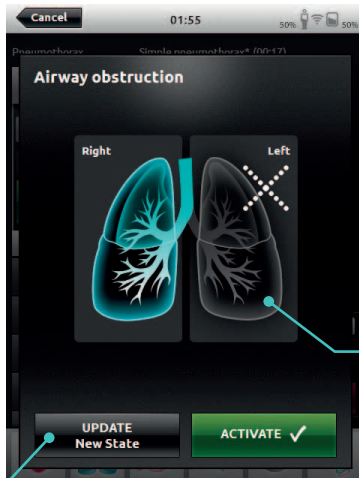 Cancel
01:55
50%
50%
Pneumothorax
Simple pneumothorax* (00:17)
Airway obstruction
Right
Left
UPDATE
New State
ACTIVATE